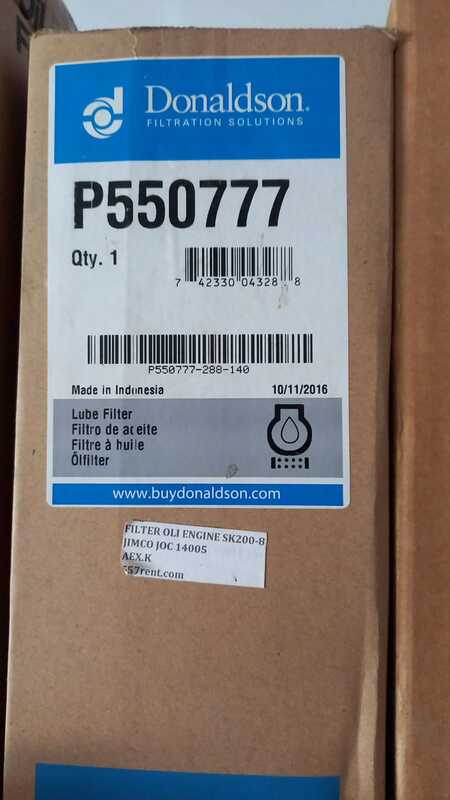 Donaldson.
FILTRATION SOLUTIONS
P550777
Qty. 1
7 42330 04328 8
P550777-288-140
Made in Indonesia 10/11/2016
Lube Filter
Filtro de aceite
Filtre à huile
Ölfilter
www.buydonaldson.com
FILTER OLI ENGINE SK200-8
JIMCO JOC 14005
AEX.K
557rent.com